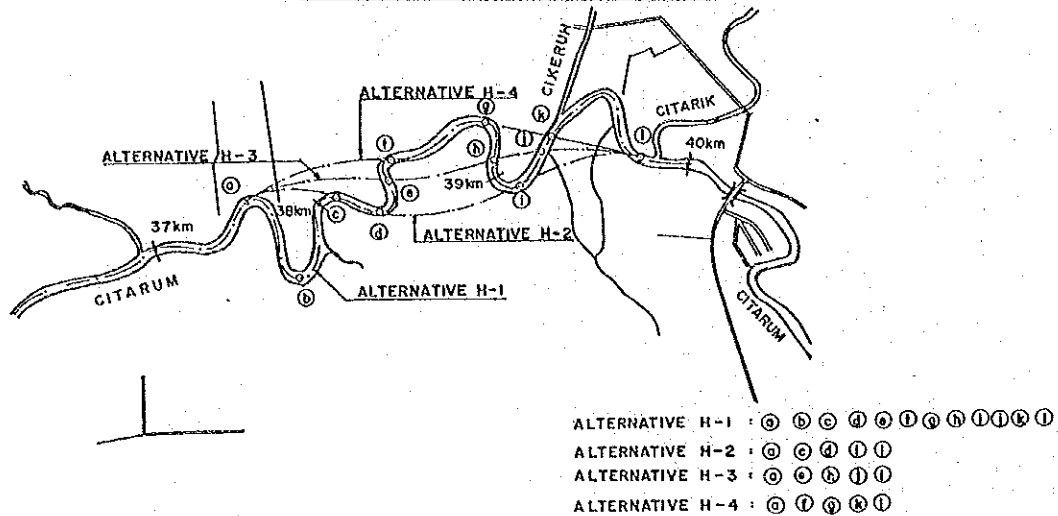 CIKERUH
ALTERNATIVE H-4
CITARIK
40km
ALTERNATIVE H-3
39km
38km
37km
ALTERNATIVE H-2
CITARUM
ALTERNATIVE H-1
CITARUM
a
b
c
d
e
f
g
h
i
j
k
l
ALTERNATIVE H-1 : a b c d e f g h i j k l
ALTERNATIVE H-2 : a c d i l
ALTERNATIVE H-3 : a e h j l
ALTERNATIVE H-4 : a f g k l